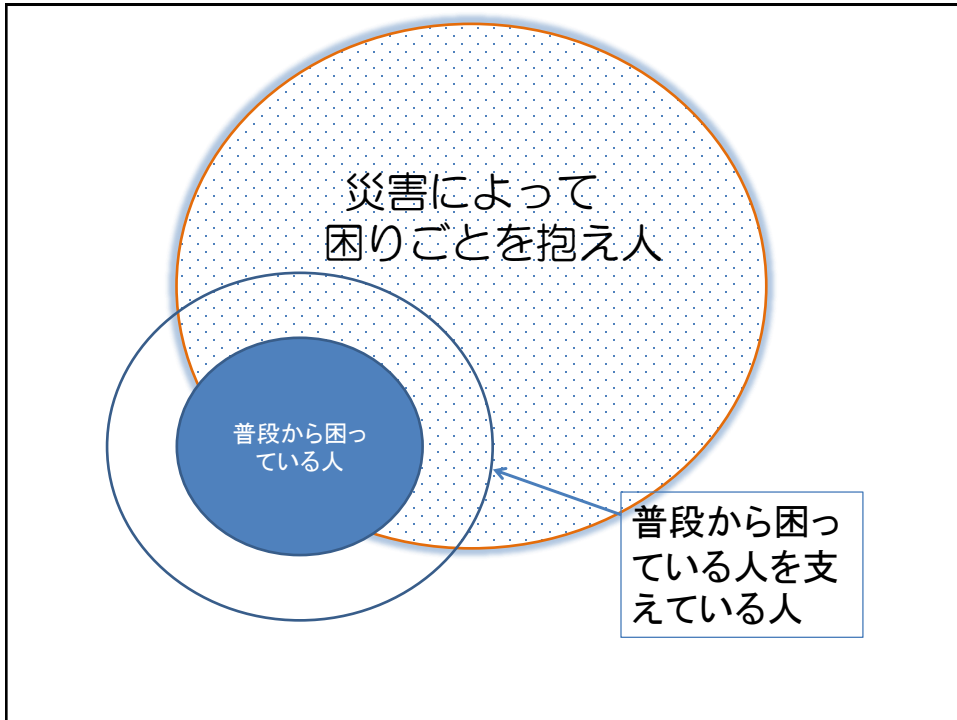 災害によって
困りごとを抱え人
普段から困っ
ている人
普段から困っ
ている人を支
えている人